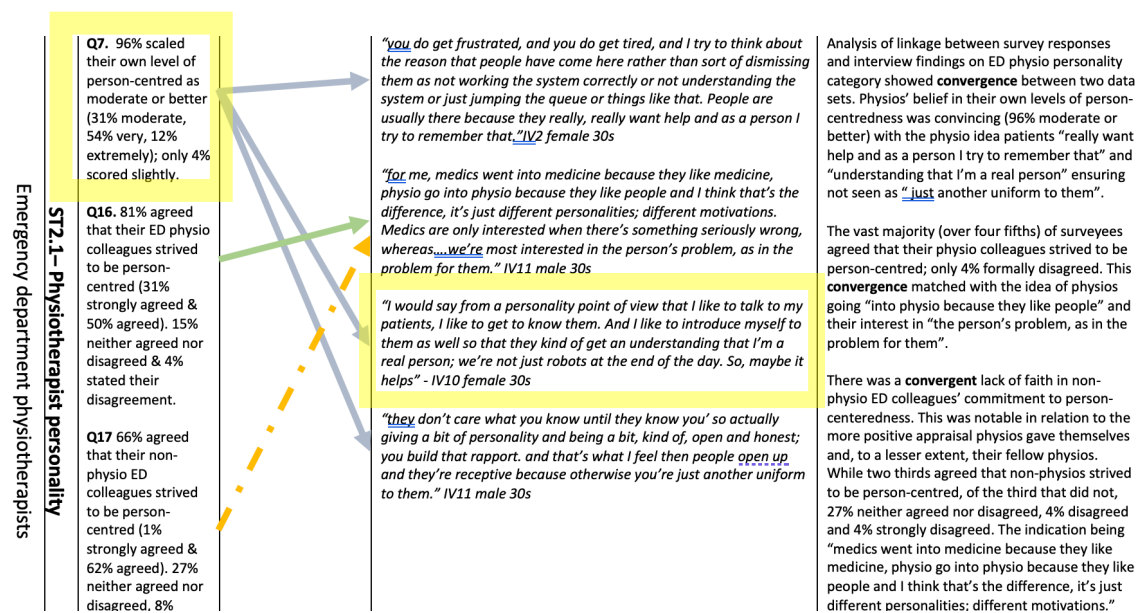 Emergency department physiotherapists
ST2.1– Physiotherapist personality
Q7.  96% scaled
their own level of
person-centred as
moderate or better
(31% moderate,
54% very, 12%
extremely); only 4%
scored slightly.
Q16. 81% agreed
that their ED physio
colleagues strived
to be person-
centred (31%
strongly agreed &
50% agreed). 15%
neither agreed nor
disagreed & 4%
stated their
disagreement.
Q17 66% agreed
that their non-
physio ED
colleagues strived
to be person-
centred (1%
strongly agreed &
62% agreed). 27%
neither agreed nor
disagreed, 8%
“you do get frustrated, and you do get tired, and I try to think about
the reason that people have come here rather than sort of dismissing
them as not working the system correctly or not understanding the
system or just jumping the queue or things like that. People are
usually there because they really, really want help and as a person I
try to remember that.”IV2 female 30s
“for me, medics went into medicine because they like medicine,
physio go into physio because they like people and I think that’s the
difference, it’s just different personalities; different motivations.
Medics are only interested when there’s something seriously wrong,
whereas....we’re most interested in the person’s problem, as in the
problem for them.” IV11 male 30s
“I would say from a personality point of view that I like to talk to my
patients, I like to get to know them. And I like to introduce myself to
them as well so that they kind of get an understanding that I’m a
real person; we’re not just robots at the end of the day. So, maybe it
helps” - IV10 female 30s
“they don’t care what you know until they know you’ so actually
giving a bit of personality and being a bit, kind of, open and honest;
you build that rapport. and that’s what I feel then people open up
and they’re receptive because otherwise you’re just another uniform
to them.” IV11 male 30s
Analysis of linkage between survey responses
and interview findings on ED physio personality
category showed convergence between two data
sets. Physios’ belief in their own levels of person-
centredness was convincing (96% moderate or
better) with the physio idea patients “really want
help and as a person I try to remember that” and
“understanding that I’m a real person” ensuring
not seen as “ just another uniform to them”.
The vast majority (over four fifths) of surveyees
agreed that their physio colleagues strived to be
person-centred; only 4% formally disagreed. This
convergence matched with the idea of physios
going “into physio because they like people” and
their interest in “the person’s problem, as in the
problem for them”.
There was a convergent lack of faith in non-
physio ED colleagues’ commitment to person-
centeredness. This was notable in relation to the
more positive appraisal physios gave themselves
and, to a lesser extent, their fellow physios.
While two thirds agreed that non-physios strived
to be person-centred, of the third that did not,
27% neither agreed nor disagreed, 4% disagreed
and 4% strongly disagreed. The indication being
“medics went into medicine because they like
medicine, physio go into physio because they like
people and I think that’s the difference, it’s just
different personalities; different motivations.”